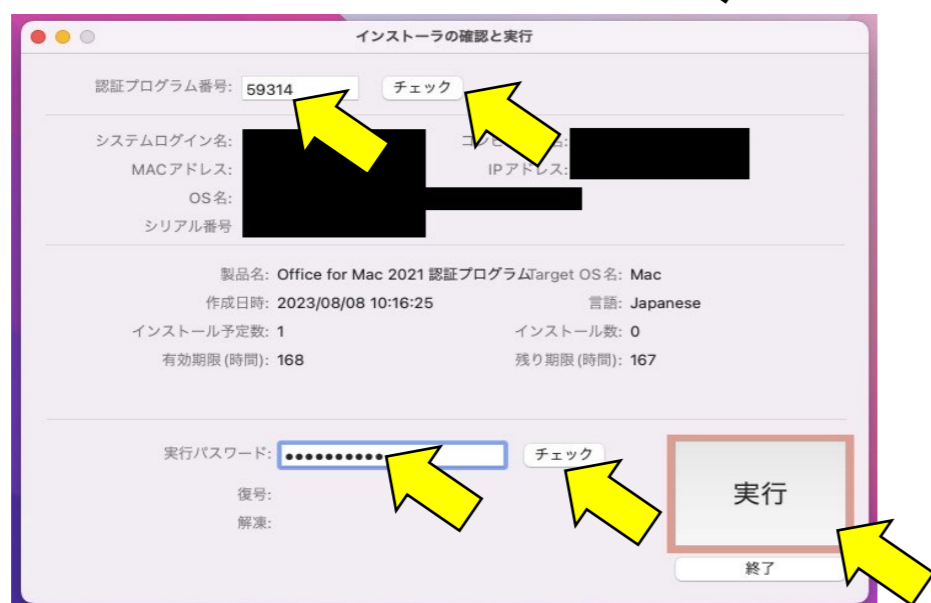 インストーラの確認と実行
認証プログラム番号: 59314 チェック
システムログイン名:
MACアドレス: IPアドレス:
OS名:
シリアル番号
製品名: Office for Mac 2021 認証プログラム Target OS名: Mac
作成日時: 2023/08/08 10:16:25 言語: Japanese
インストール予定数: 1 インストール数: 0
有効期限(時間): 168 残り期限(時間): 167
実行パスワード: チェック
復号:
解凍:
実行
終了